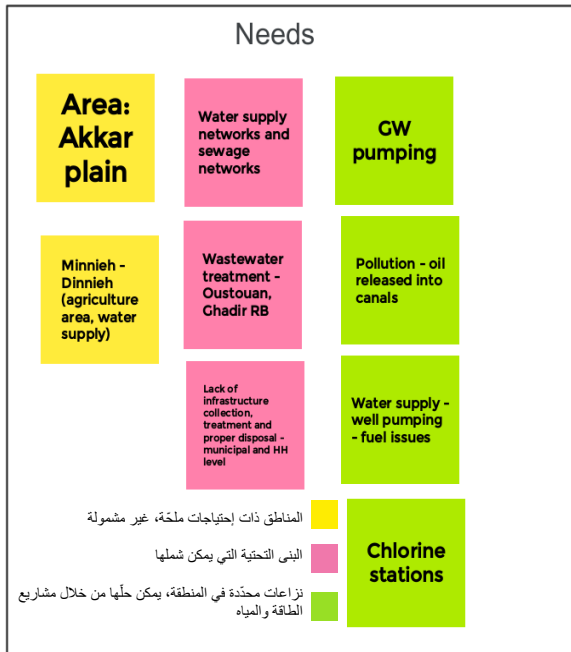 Needs
Area:
Akkar
plain
Water supply
networks and
sewage
networks
GW
pumping
Minnieh -
Dinnieh
(agriculture
area, water
supply)
Wastewater
treatment -
Oustouan,
Ghadir RB
Pollution - oil
released into
canals
Lack of
infrastructure
collection,
treatment and
proper disposal -
municipal and HH
level
Water supply -
well pumping
- fuel issues
المناطق ذات إحتياجات ملحّة، غير مشمولة
البنى التحتية التي يمكن شملها
نزاعات محدّدة في المنطقة، يمكن حلّها من خلال مشاريع
الطاقة والمياه
Chlorine
stations